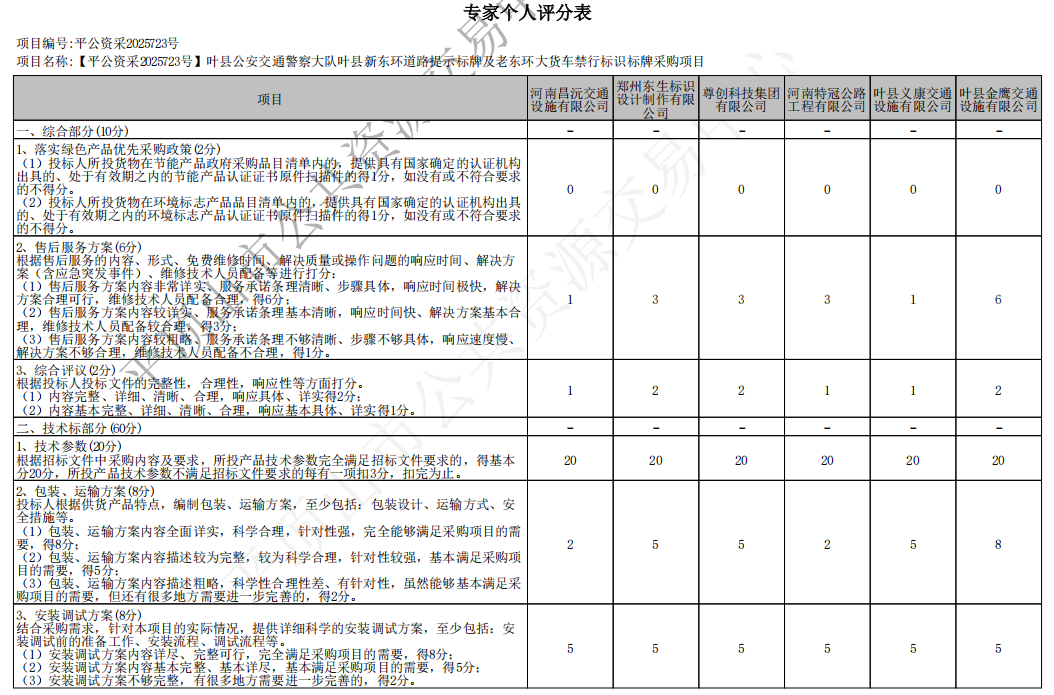 专家个人评分表
项目编号:平公资采2025723号
项目名称:【平公资采2025723号】叶县公安交通警察大队叶县新东环道路提示标牌及老东环大货车禁行标识标牌采购项目
项目 河南昌沅交通设施有限公司 郑州东生标识设计制作有限公司 尊创科技集团有限公司 河南特冠公路工程有限公司 叶县义康交通设施有限公司 叶县金鹰交通设施有限公司
一、综合部分(10分) - - - - - -
1、落实绿色产品优先采购政策(2分)
(1)投标人所投货物在节能产品政府采购品目清单内的, 提供具有国家确定的认证机构
出具的、处于有效期之内的节能产品认证证书原件扫描件的得1分, 如没有或不符合要求
的不得分。
(2)投标人所投货物在环境标志产品品目清单内的, 提供具有国家确定的认证机构出具
的、处于有效期之内的环境标志产品认证证书原件扫描件的得1分, 如没有或不符合要求
的不得分。
0 0 0 0 0 0
2、售后服务方案(6分)
根据售后服务的内容、形式、免费维修时间、解决质量或操作问题的响应时间、解决方
案(含应急突发事件)、维修技术人员配备等进行打分;
(1)售后服务方案内容非常详实、服务承诺条理清晰、步骤具体, 响应时间极快, 解决
方案合理可行, 维修技术人员配备合理, 得6分;
(2)售后服务方案内容较详实、服务承诺条理基本清晰, 响应时间快、解决方案基本合
理, 维修技术人员配备较合理, 得3分;
(3)售后服务方案内容较粗略、服务承诺条理不够清晰、步骤不够具体, 响应速度慢、
解决方案不够合理, 维修技术人员配备不合理, 得1分。
1 3 3 3 1 6
3、综合评议(2分)
根据投标人投标文件的完整性, 合理性, 响应性等方面打分。
(1)内容完整、详细、清晰、合理, 响应具体、详实得2分;
(2)内容基本完整、详细、清晰、合理, 响应基本具体、详实得1分。
1 2 2 1 1 2
二、技术标部分(60分) - - - - - -
1、技术参数(20分)
根据招标文件中采购内容及要求, 所投产品技术参数完全满足招标文件要求的, 得基本
分20分, 所投产品技术参数不满足招标文件要求的每有一项扣3分, 扣完为止。
20 20 20 20 20 20
2、包装、运输方案(8分)
投标人根据供货产品特点, 编制包装、运输方案, 至少包括: 包装设计、运输方式、安
全措施等。
(1)包装、运输方案内容全面详实, 科学合理, 针对性强, 完全能够满足采购项目的需
要, 得8分;
(2)包装、运输方案内容描述较为完整, 较为科学合理, 针对性较强, 基本满足采购项
目的需要, 得5分;
(3)包装、运输方案内容描述粗略, 科学性合理性差、有针对性, 虽然能够基本满足采
购项目的需要, 但还有很多地方需要进一步完善的, 得2分。
2 5 5 2 5 8
3、安装调试方案(8分)
结合采购需求, 针对本项目的实际情况, 提供详细科学的安装调试方案, 至少包括: 安
装调试前的准备工作、安装流程、调试流程等。
(1)安装调试方案内容详尽、完整可行, 完全满足采购项目的需要, 得8分;
(2)安装调试方案内容基本完整、基本详尽, 基本满足采购项目的需要, 得5分;
(3)安装调试方案不够完整, 有很多地方需要进一步完善的, 得2分。
5 5 5 5 5 5
平顶山市公共资源交易中心